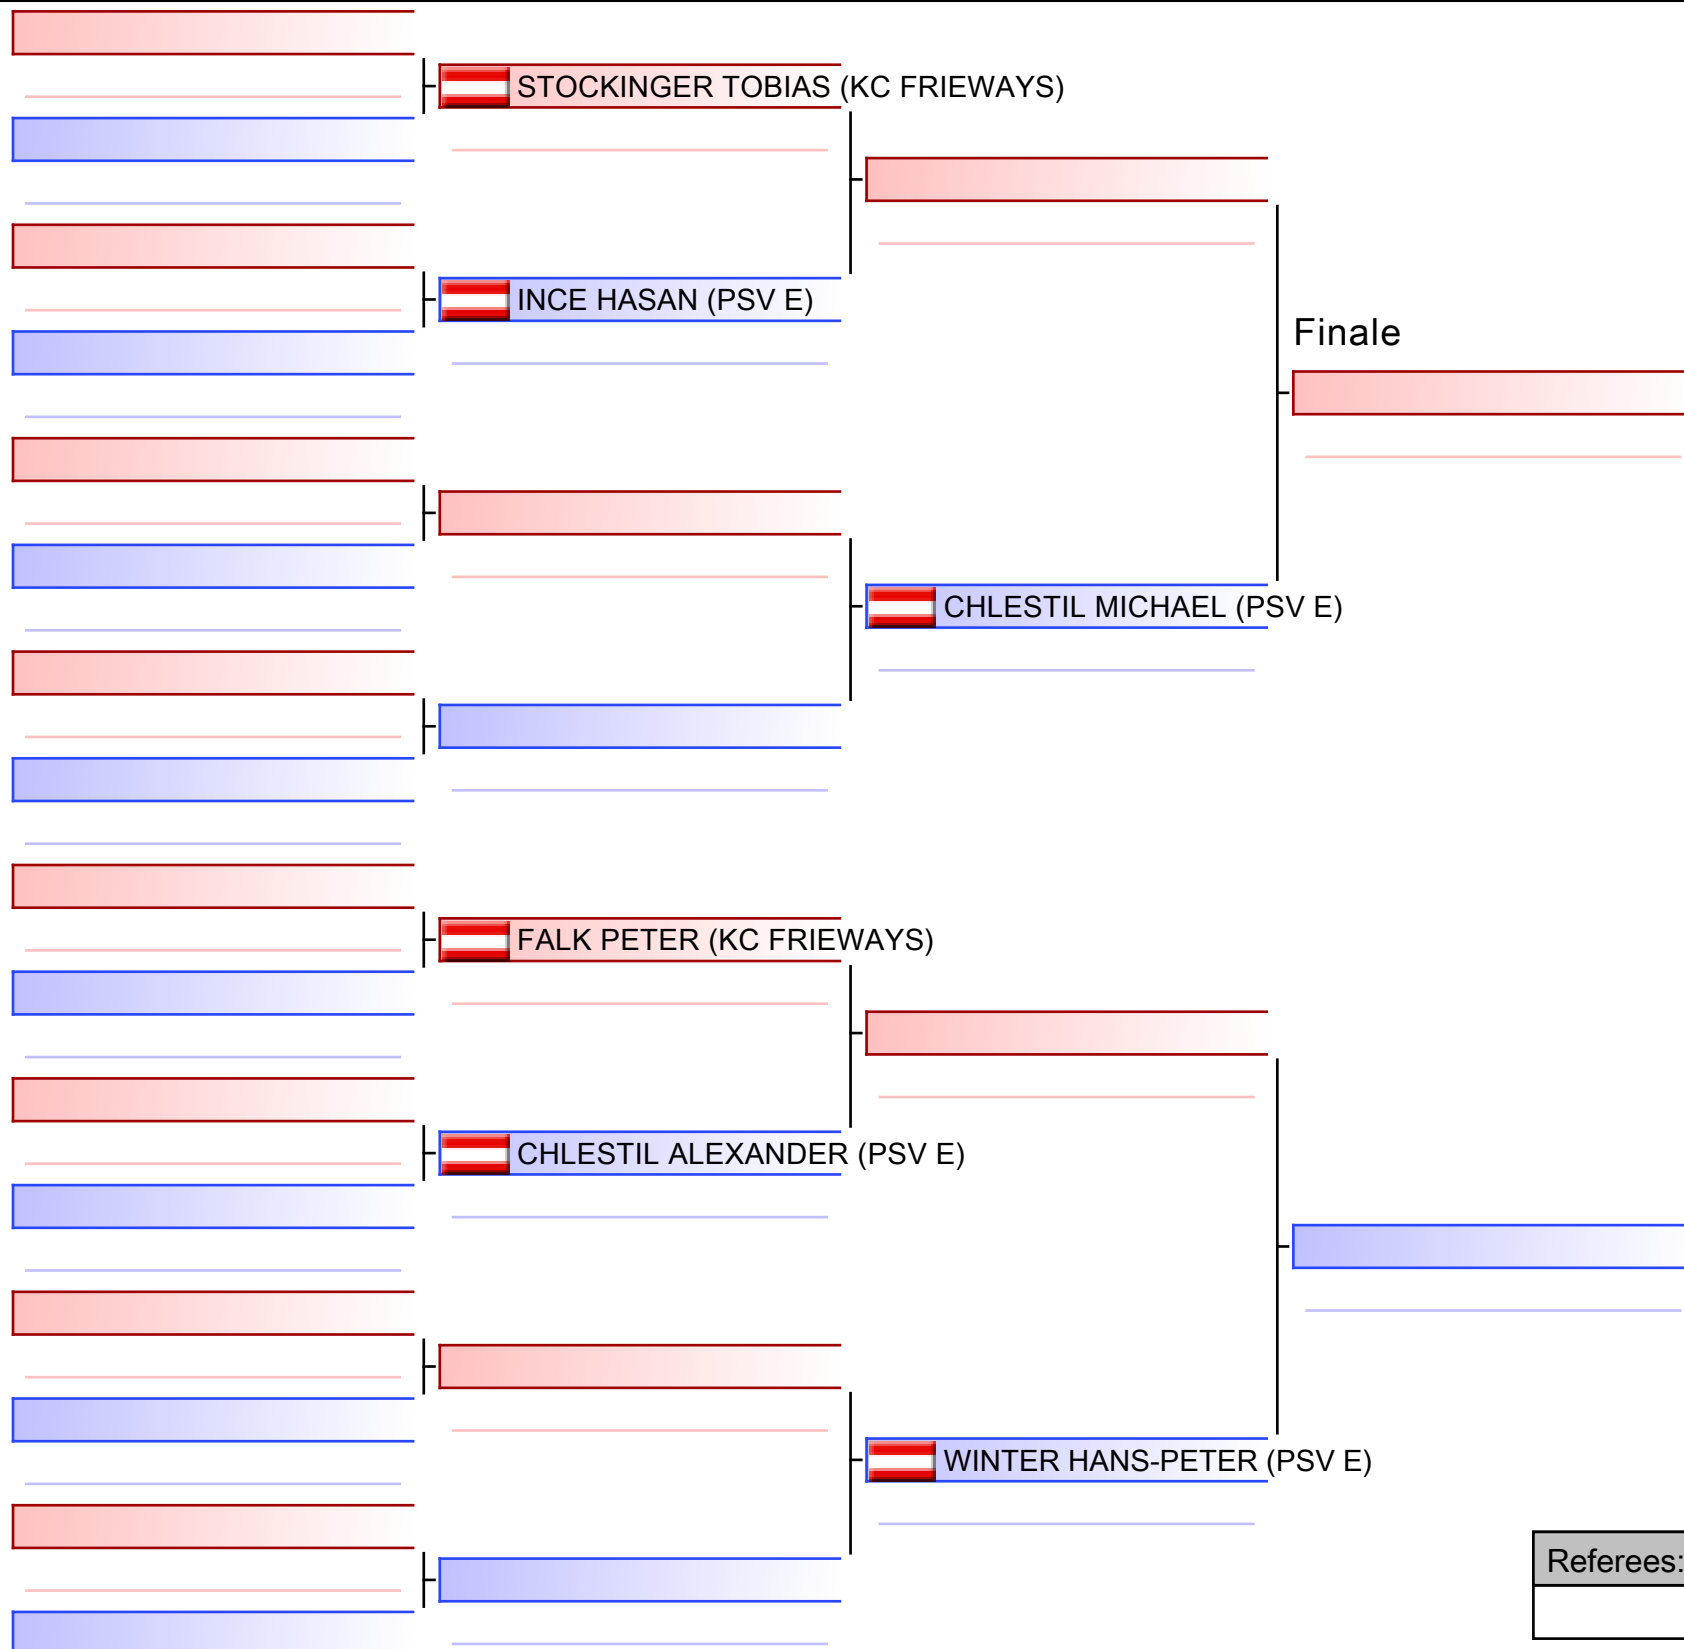 STOCKINGER TOBIAS (KC FRIEWAYS)
INCE HASAN (PSV E)
Finale
CHLESTIL MICHAEL (PSV E)
FALK PETER (KC FRIEWAYS)
CHLESTIL ALEXANDER (PSV E)
WINTER HANS-PETER (PSV E)
Referees: